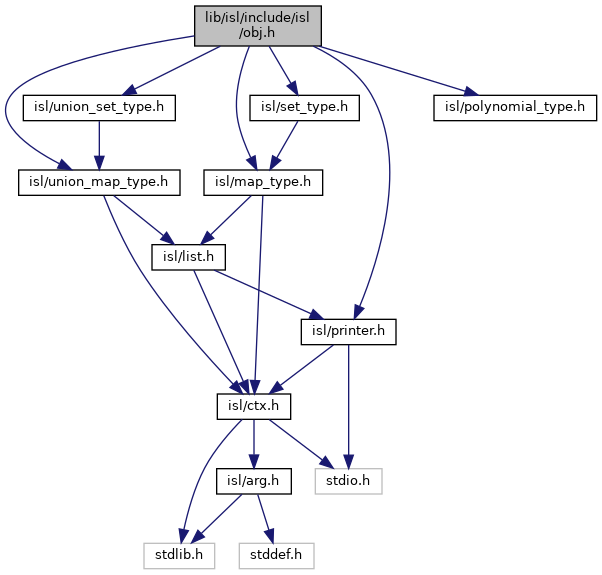 lib/isl/include/isl
/obj.h
isl/union_set_type.h
isl/set_type.h
isl/polynomial_type.h
isl/union_map_type.h
isl/map_type.h
isl/list.h
isl/printer.h
isl/ctx.h
isl/arg.h
stdio.h
stdlib.h
stddef.h